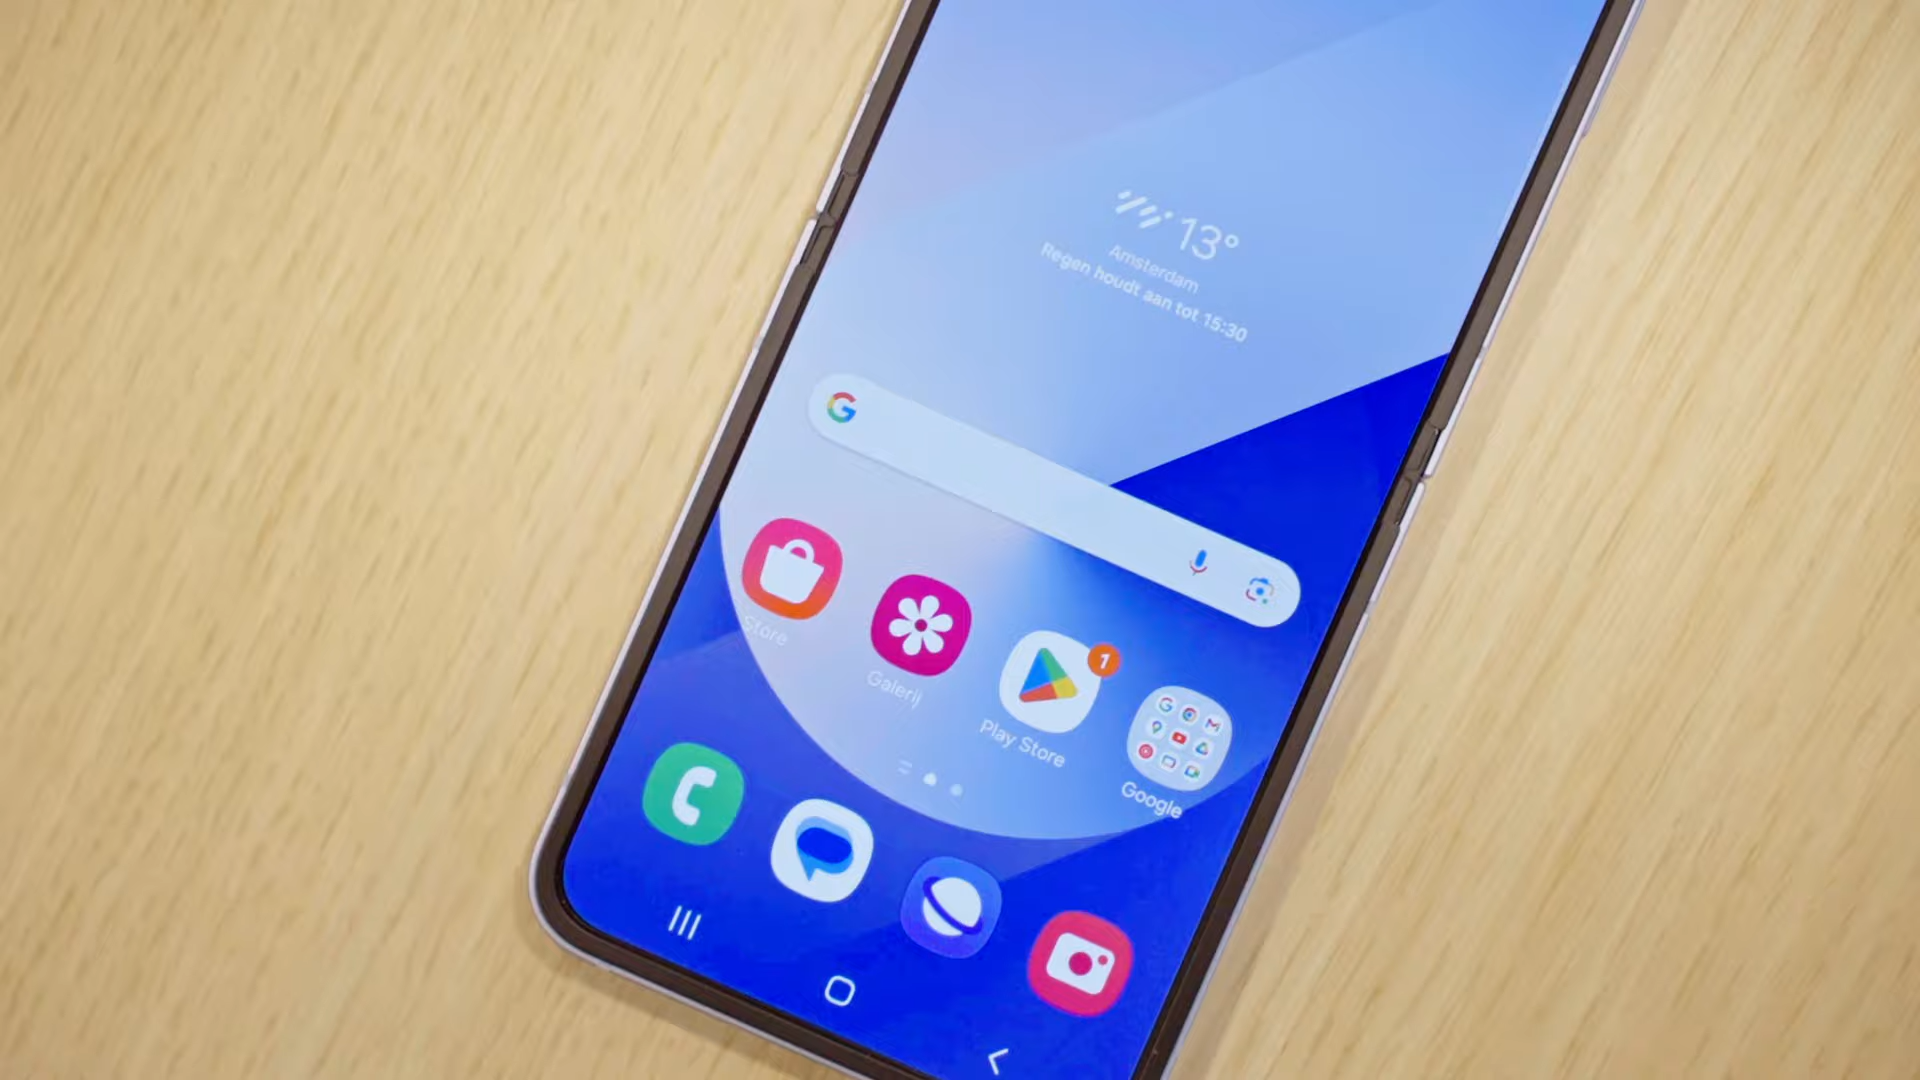 13°
Amsterdam
Regen houdt aan tot 15:30
G
Store
Galerij
1
Play Store
Google